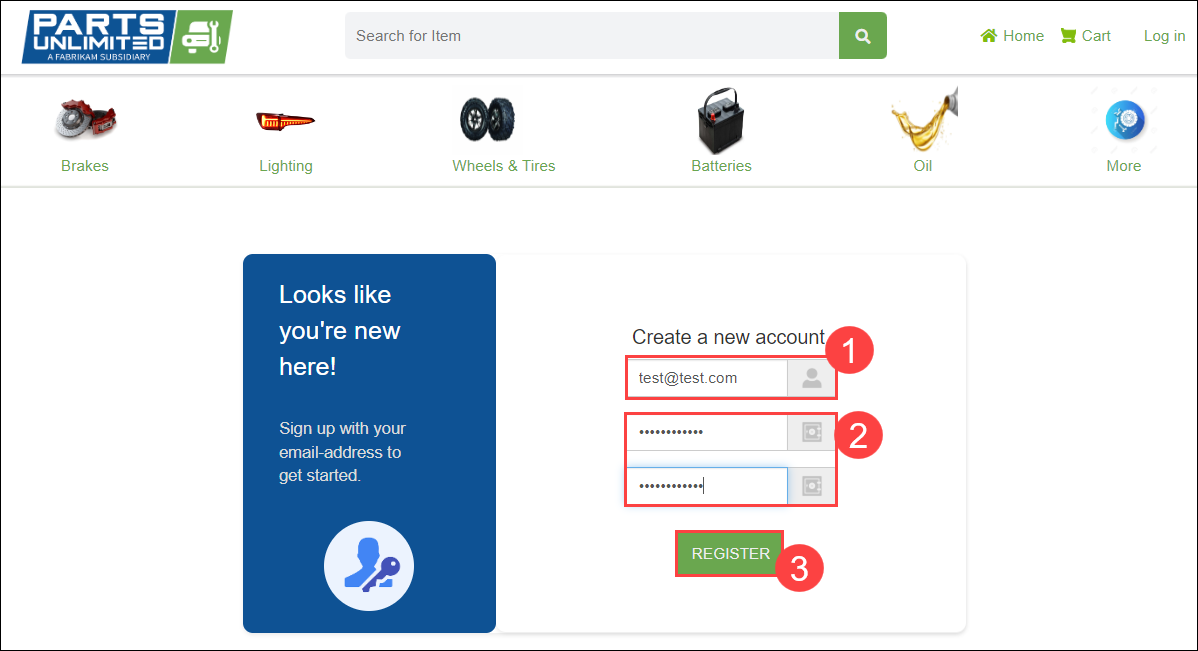 PARTS
UNLIMITED
A FABRIKAM SUBSIDIARY
Search for Item
Home
Cart
Log in
Brakes
Lighting
Wheels & Tires
Batteries
Oil
More
Looks like
you're new
here!
Sign up with your
email-address to
get started.
Create a new account
1
test@test.com
••••••••••••
2
••••••••••••
REGISTER
3